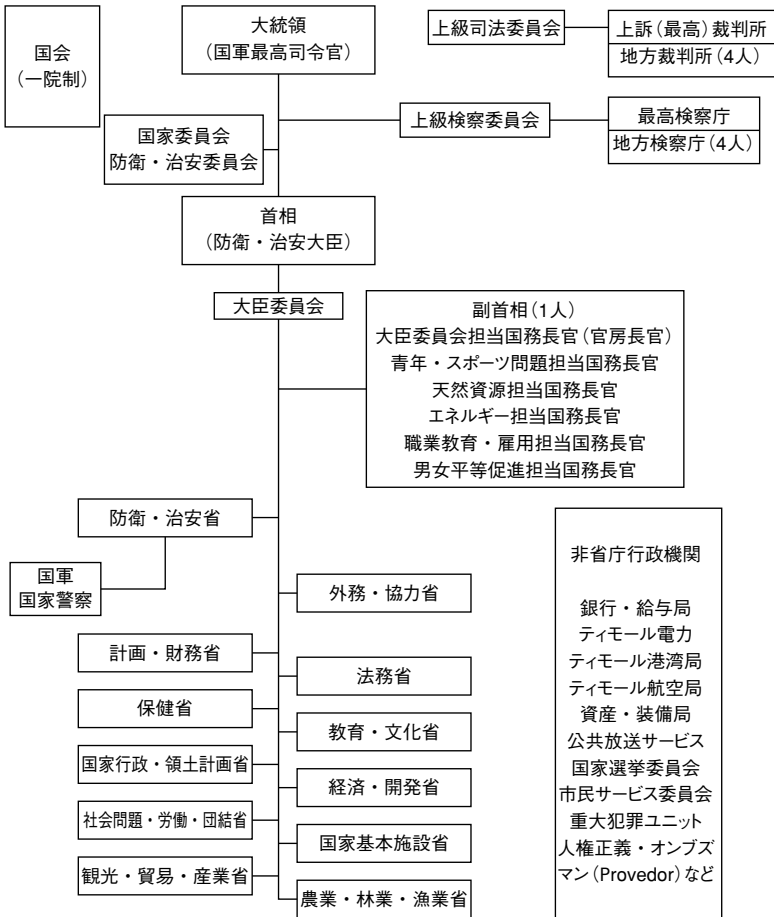 国会
（一院制）
大統領
（国軍最高司令官）
上級司法委員会
上訴（最高）裁判所
地方裁判所（4人）
上級検察委員会
最高検察庁
地方検察庁（4人）
国家委員会
防衛・治安委員会
首相
（防衛・治安大臣）
大臣委員会
副首相（1人）
大臣委員会担当国務長官（官房長官）
青年・スポーツ問題担当国務長官
天然資源担当国務長官
エネルギー担当国務長官
職業教育・雇用担当国務長官
男女平等促進担当国務長官
防衛・治安省
国軍
国家警察
外務・協力省
計画・財務省
法務省
保健省
教育・文化省
国家行政・領土計画省
経済・開発省
社会問題・労働・団結省
国家基本施設省
観光・貿易・産業省
農業・林業・漁業省
非省庁行政機関
銀行・給与局
ティモール電力
ティモール港湾局
ティモール航空局
資産・装備局
公共放送サービス
国家選挙委員会
市民サービス委員会
重大犯罪ユニット
人権正義・オンブズ
マン（Provedor）など